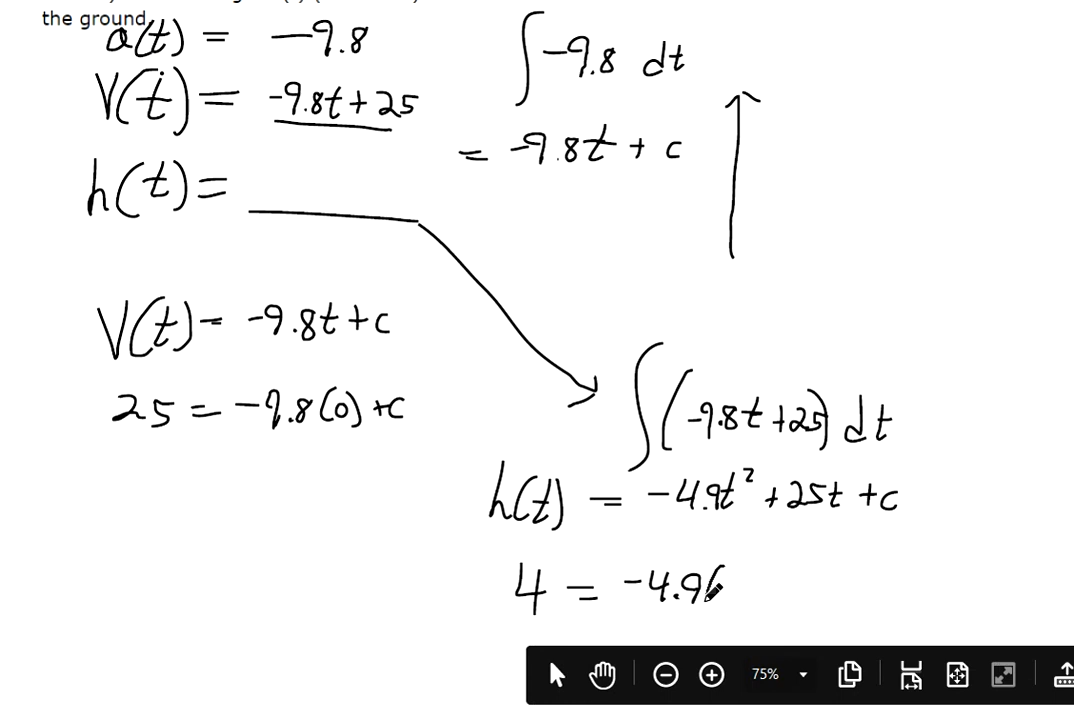 the ground
a(t) = -9.8
∫-9.8 dt
V(t) = -9.8t + 25
= -9.8t + c
h(t) =
V(t) = -9.8t + c
25 = -9.8(0) + c
∫(-9.8t + 25) dt
h(t) = -4.9t² + 25t + c
4 = -4.9(
75%